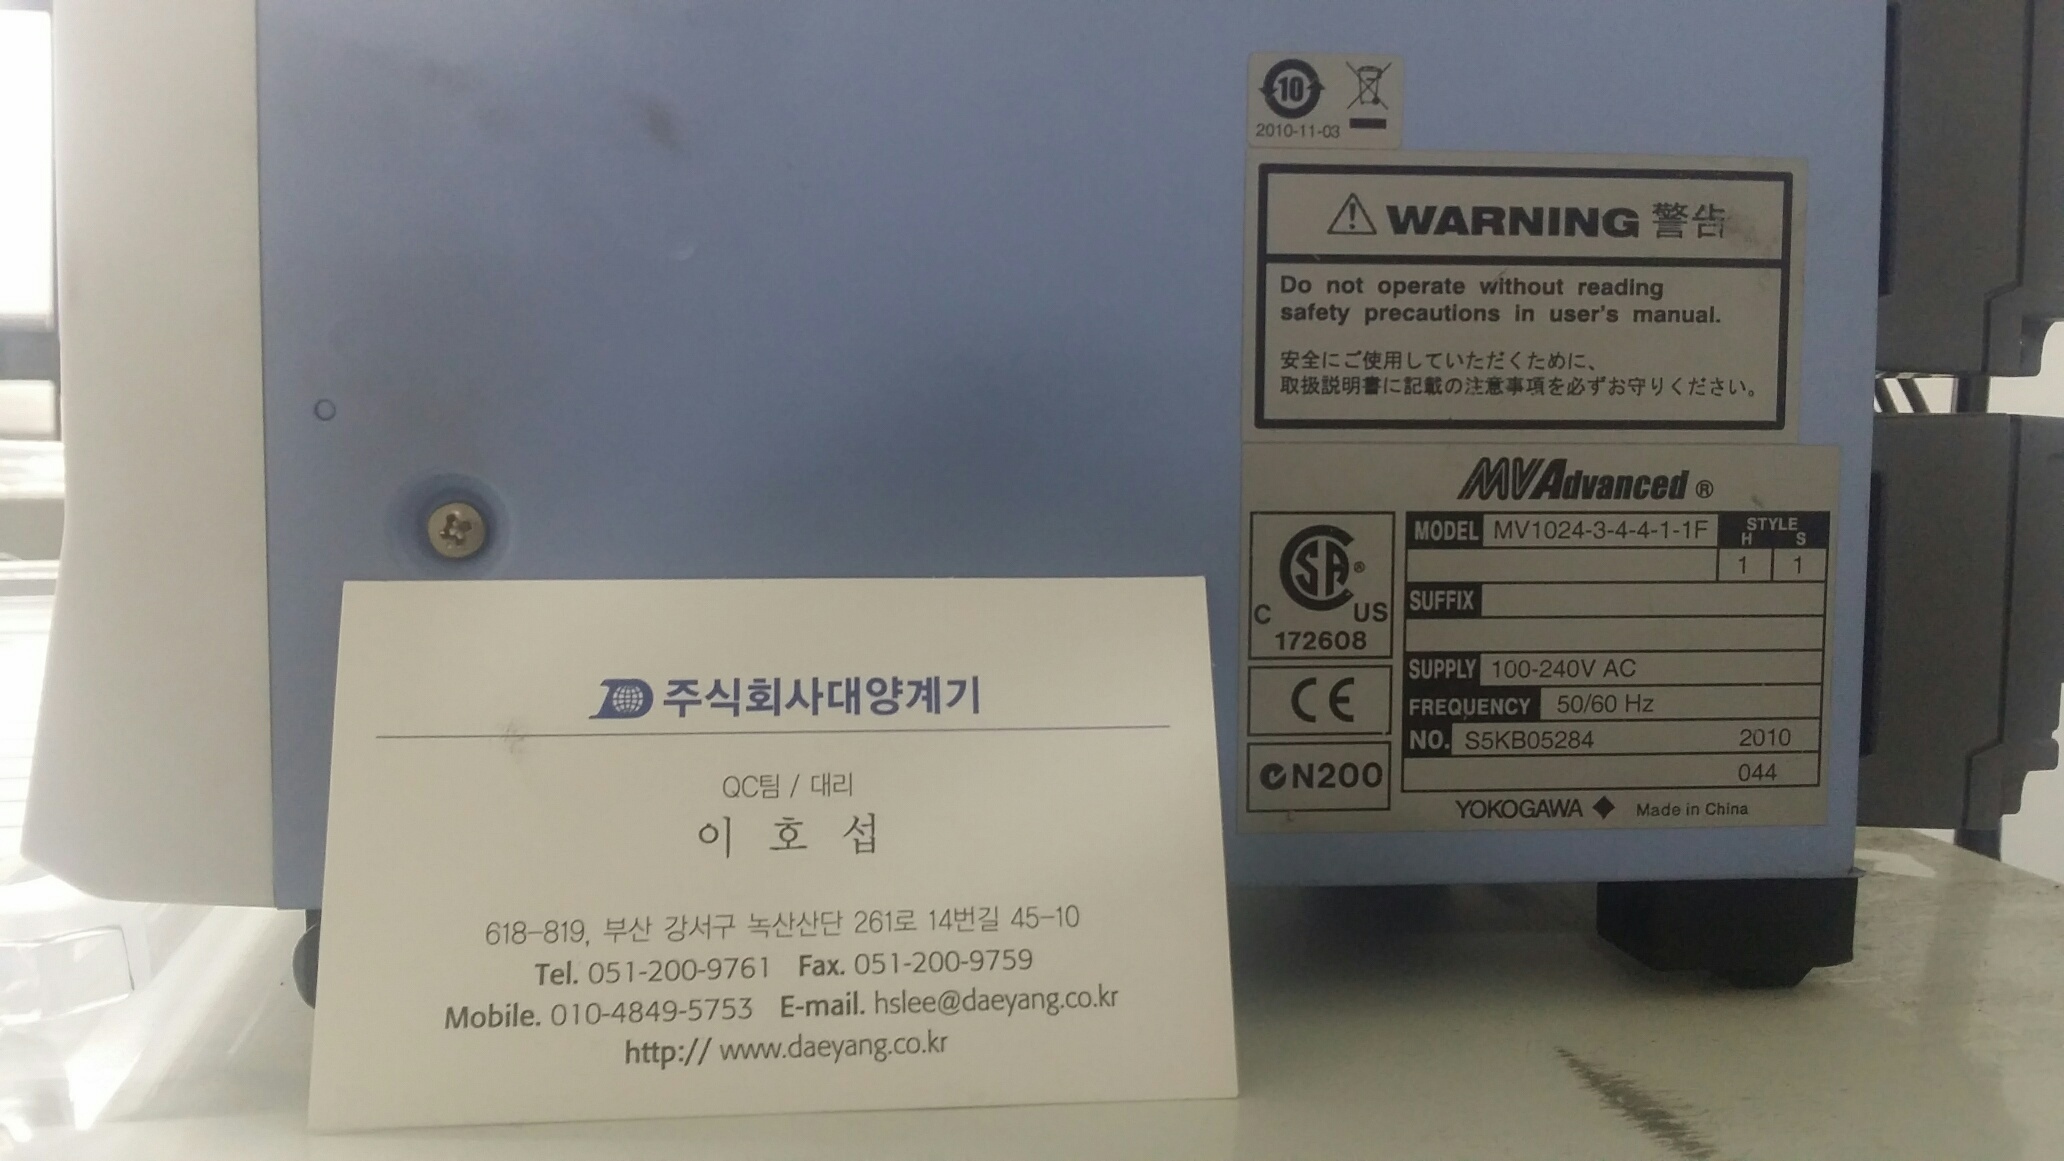 10
2010-11-03
WARNING 警告
Do not operate without reading
safety precautions in user's manual.
安全にご使用していただくために、
取扱説明書に記載の注意事項を必ずお守りください。
MVAdvanced ®
MODEL MV1024-3-4-4-1-1F STYLE
H S
1 1
SUFFIX
SUPPLY 100-240V AC
FREQUENCY 50/60 Hz
NO. S5KB05284 2010
044
YOKOGAWA Made in China
SA ®
C US
172608
CE
N200
주식회사대양계기
QC팀 / 대리
이 호 섭
618-819, 부산 강서구 녹산산단 261로 14번길 45-10
Tel. 051-200-9761 Fax. 051-200-9759
Mobile. 010-4849-5753 E-mail. hslee@daeyang.co.kr
http:// www.daeyang.co.kr